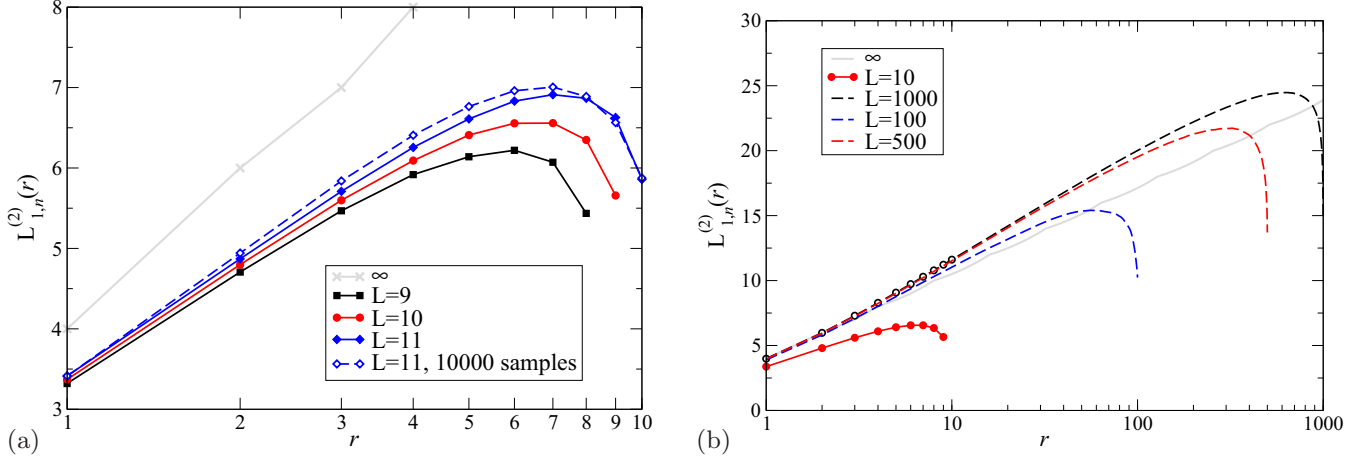 8
7
6
5
4
3
L^{(2)}_{1,n}(r)
∞
L=9
L=10
L=11
L=11, 10000 samples
1 2 3 4 5 6 7 8 9 10
r
(a)
30
25
20
15
10
5
0
L^{(2)}_{1,n}(r)
∞
L=10
L=1000
L=100
L=500
1 10 100 1000
r
(b)